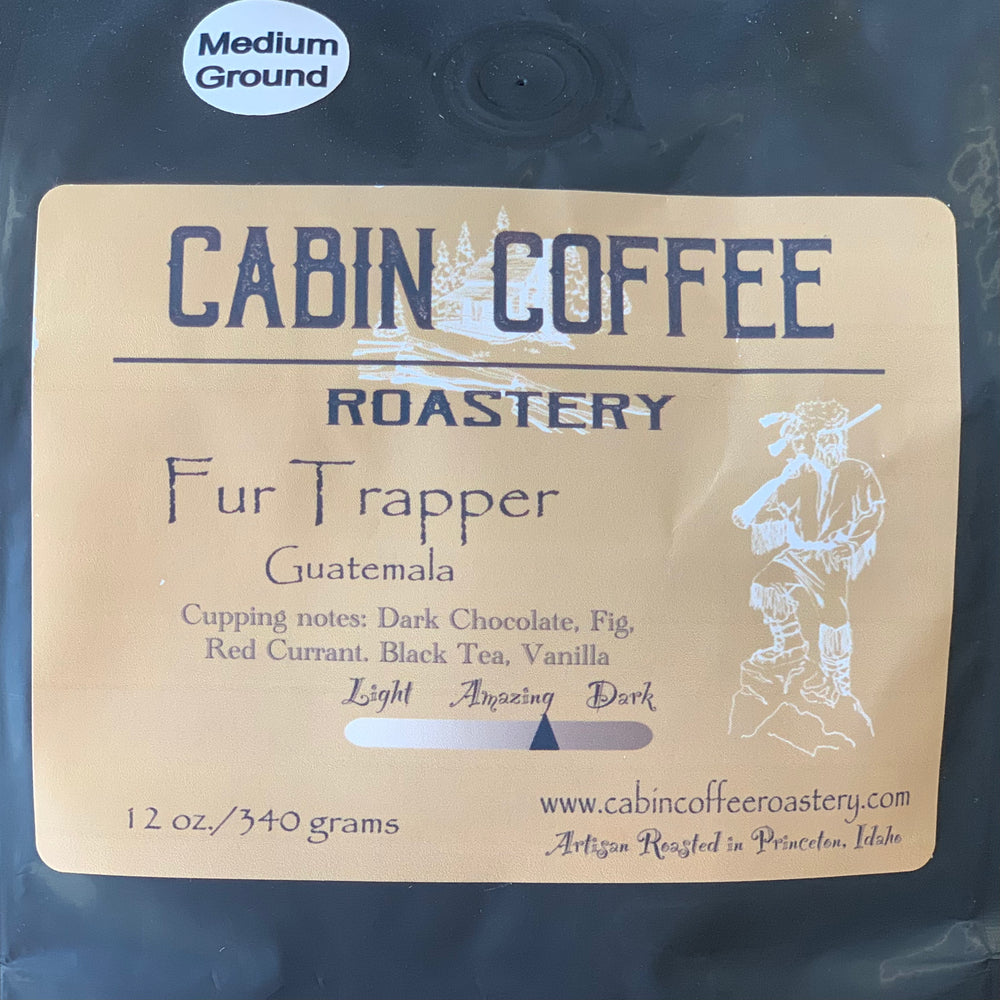 Medium
Ground
CABIN COFFEE
ROASTERY
Fur Trapper
Guatemala
Cupping notes: Dark Chocolate, Fig,
Red Currant. Black Tea, Vanilla
Light Amazing Dark
12 oz./340 grams
www.cabincoffeeroastery.com
Artisan Roasted in Princeton, Idaho